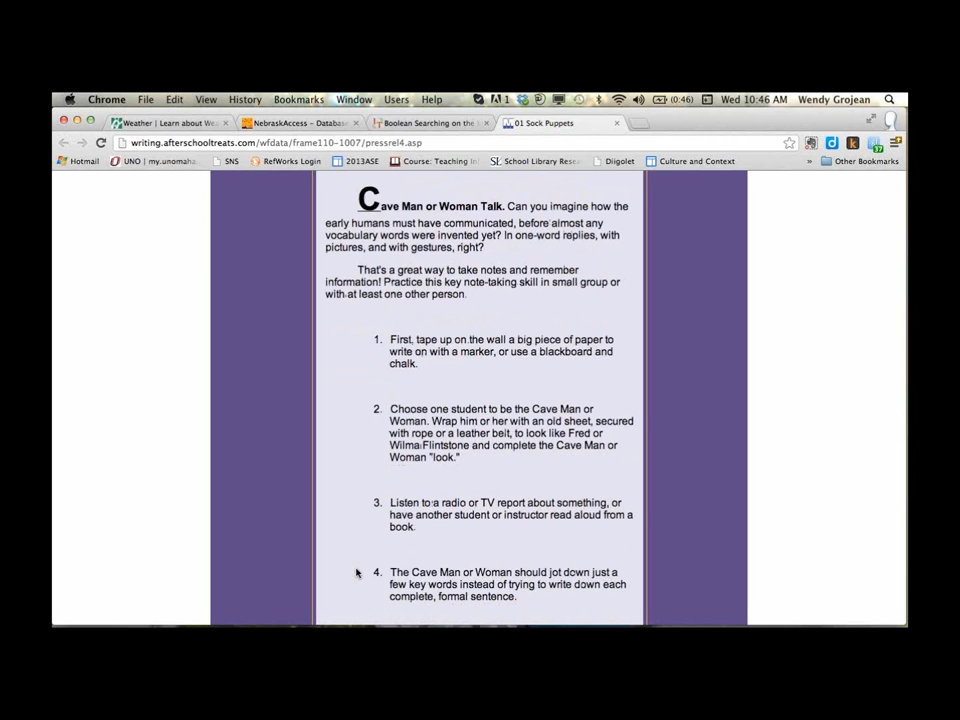 Chrome File Edit View History Bookmarks Window Users Help 1 (0:46) Wed 10:46 AM Wendy Grojean
Weather | Learn about Wea NebraskAccess - Database Boolean Searching on the 01 Sock Puppets
writing.afterschooltreats.com/wfdata/frame110-1007/pressrel4.asp
Hotmail UNO | my.unomah SNS RefWorks Login 2013ASE Course: Teaching In School Library Rese Diigolet Culture and Context » Other Bookmarks
Cave Man or Woman Talk. Can you imagine how the
early humans must have communicated, before almost any
vocabulary words were invented yet? In one-word replies, with
pictures, and with gestures, right?
That's a great way to take notes and remember
information! Practice this key note-taking skill in small group or
with at least one other person.
1. First, tape up on the wall a big piece of paper to
write on with a marker, or use a blackboard and
chalk.
2. Choose one student to be the Cave Man or
Woman. Wrap him or her with an old sheet, secured
with rope or a leather belt, to look like Fred or
Wilma Flintstone and complete the Cave Man or
Woman "look."
3. Listen to a radio or TV report about something, or
have another student or instructor read aloud from a
book.
4. The Cave Man or Woman should jot down just a
few key words instead of trying to write down each
complete, formal sentence.